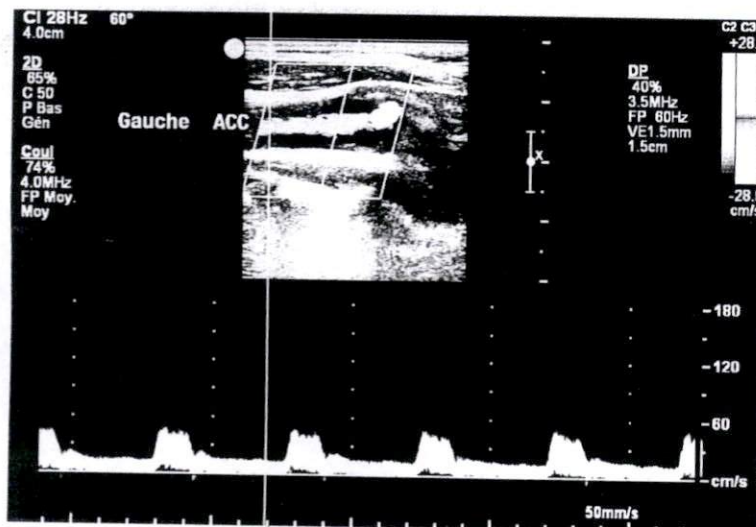 CI 28Hz 60°
4.0cm
2D
65%
C 50
P Bas
Gén
Coul
74%
4.0MHz
FP Moy.
Moy
Gauche ACC
C2 C3
+28.
DP
40%
3.5MHz
FP 60Hz
VE1.5mm
1.5cm
x
-28.
cm/s
-180
-120
-60
cm/s
50mm/s